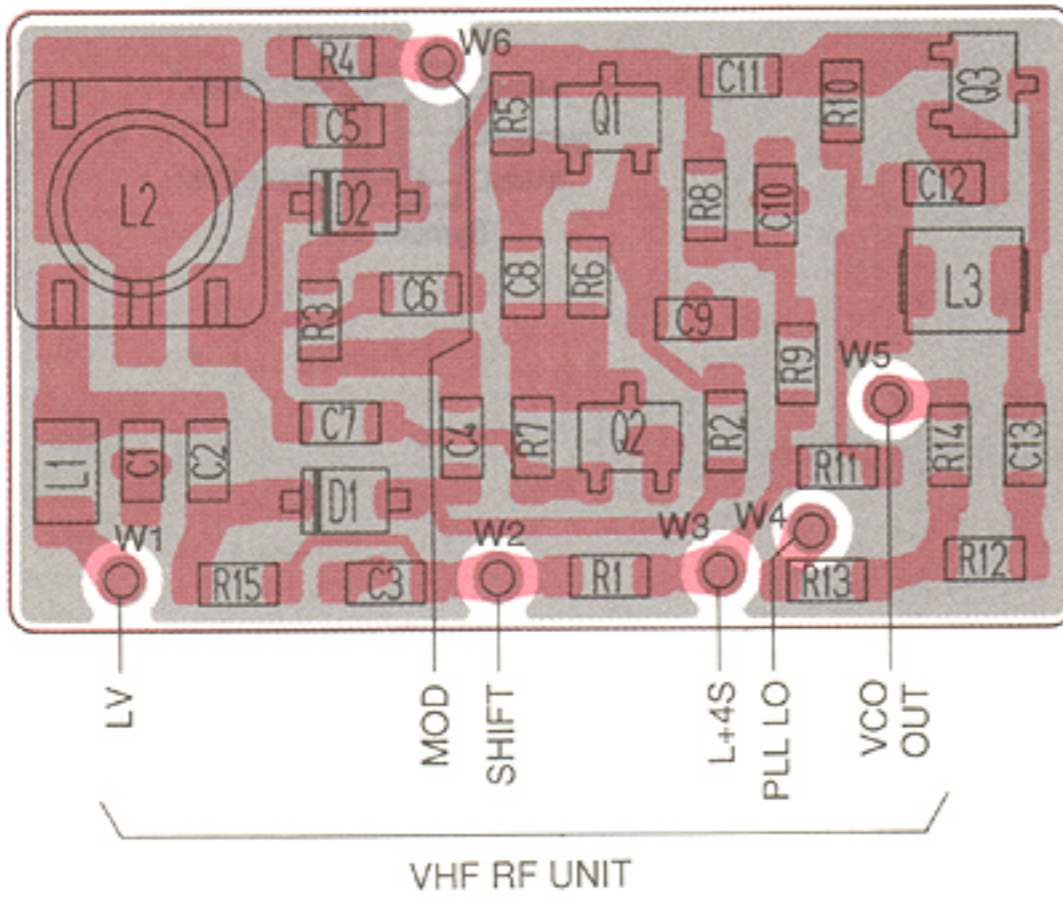 R4
W6
C11
Q3
R5
Q1
R10
C5
L2
D2
R8
C10
C12
C8
R6
L3
R3
C6
C9
R9
W5
C7
C4
R7
Q2
R2
R14
C13
L1
C1
C2
R11
D1
W1
W2
W3
W4
R15
C3
R1
R13
R12
LV
MOD
SHIFT
L+4S
PLL LO
VCO
OUT
VHF RF UNIT